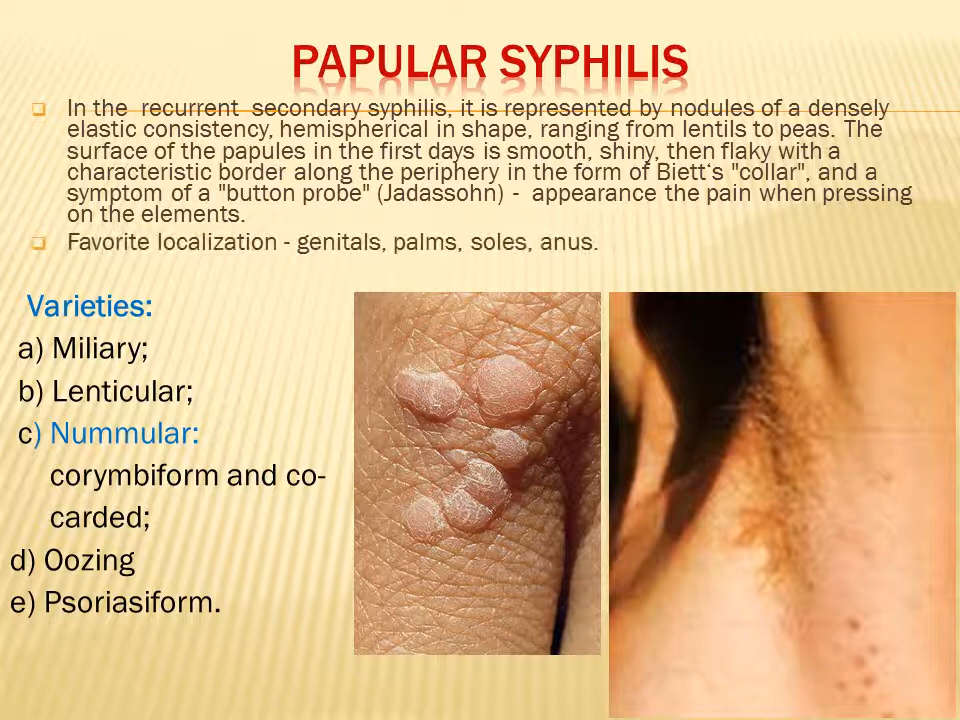 PAPULAR SYPHILIS
In the recurrent secondary syphilis, it is represented by nodules of a densely
elastic consistency, hemispherical in shape, ranging from lentils to peas. The
surface of the papules in the first days is smooth, shiny, then flaky with a
characteristic border along the periphery in the form of Biett‘s "collar", and a
symptom of a "button probe" (Jadassohn) - appearance the pain when pressing
on the elements.
Favorite localization - genitals, palms, soles, anus.
Varieties:
a) Miliary;
b) Lenticular;
c) Nummular:
corymbiform and co-
carded;
d) Oozing
e) Psoriasiform.